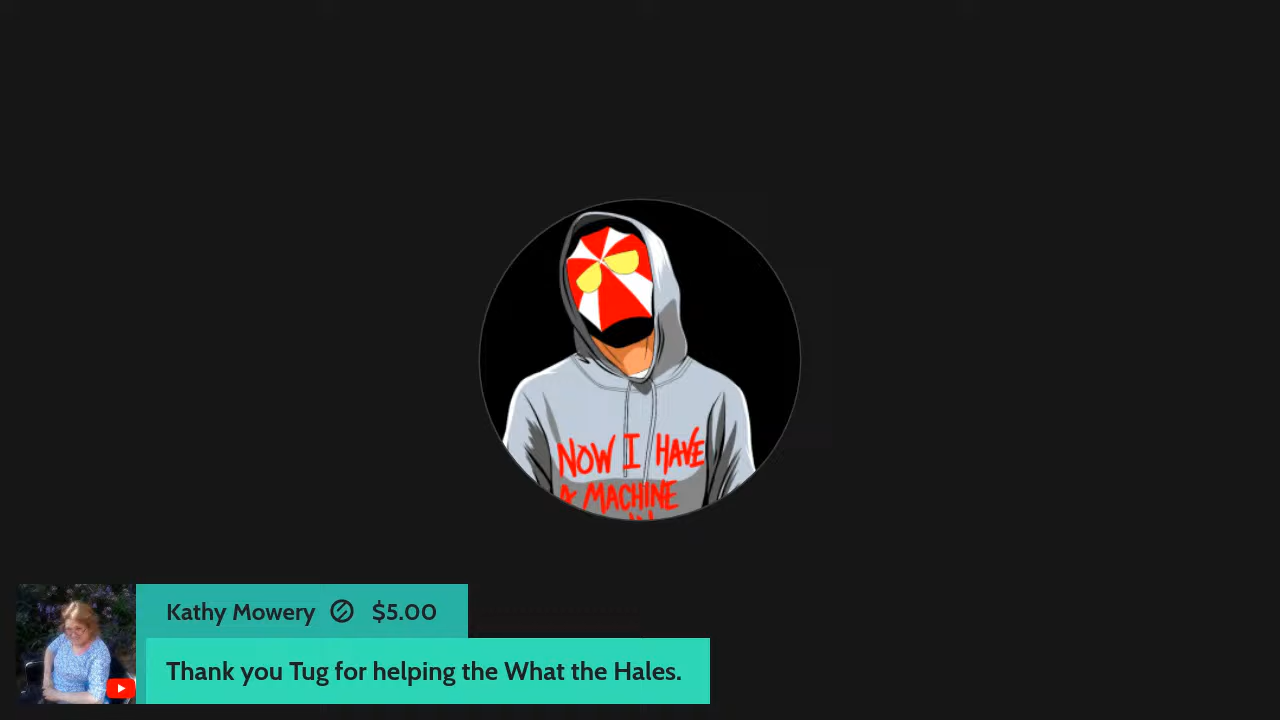 NOW I HAVE
A MACHINE
Kathy Mowery $5.00
Thank you Tug for helping the What the Hales.